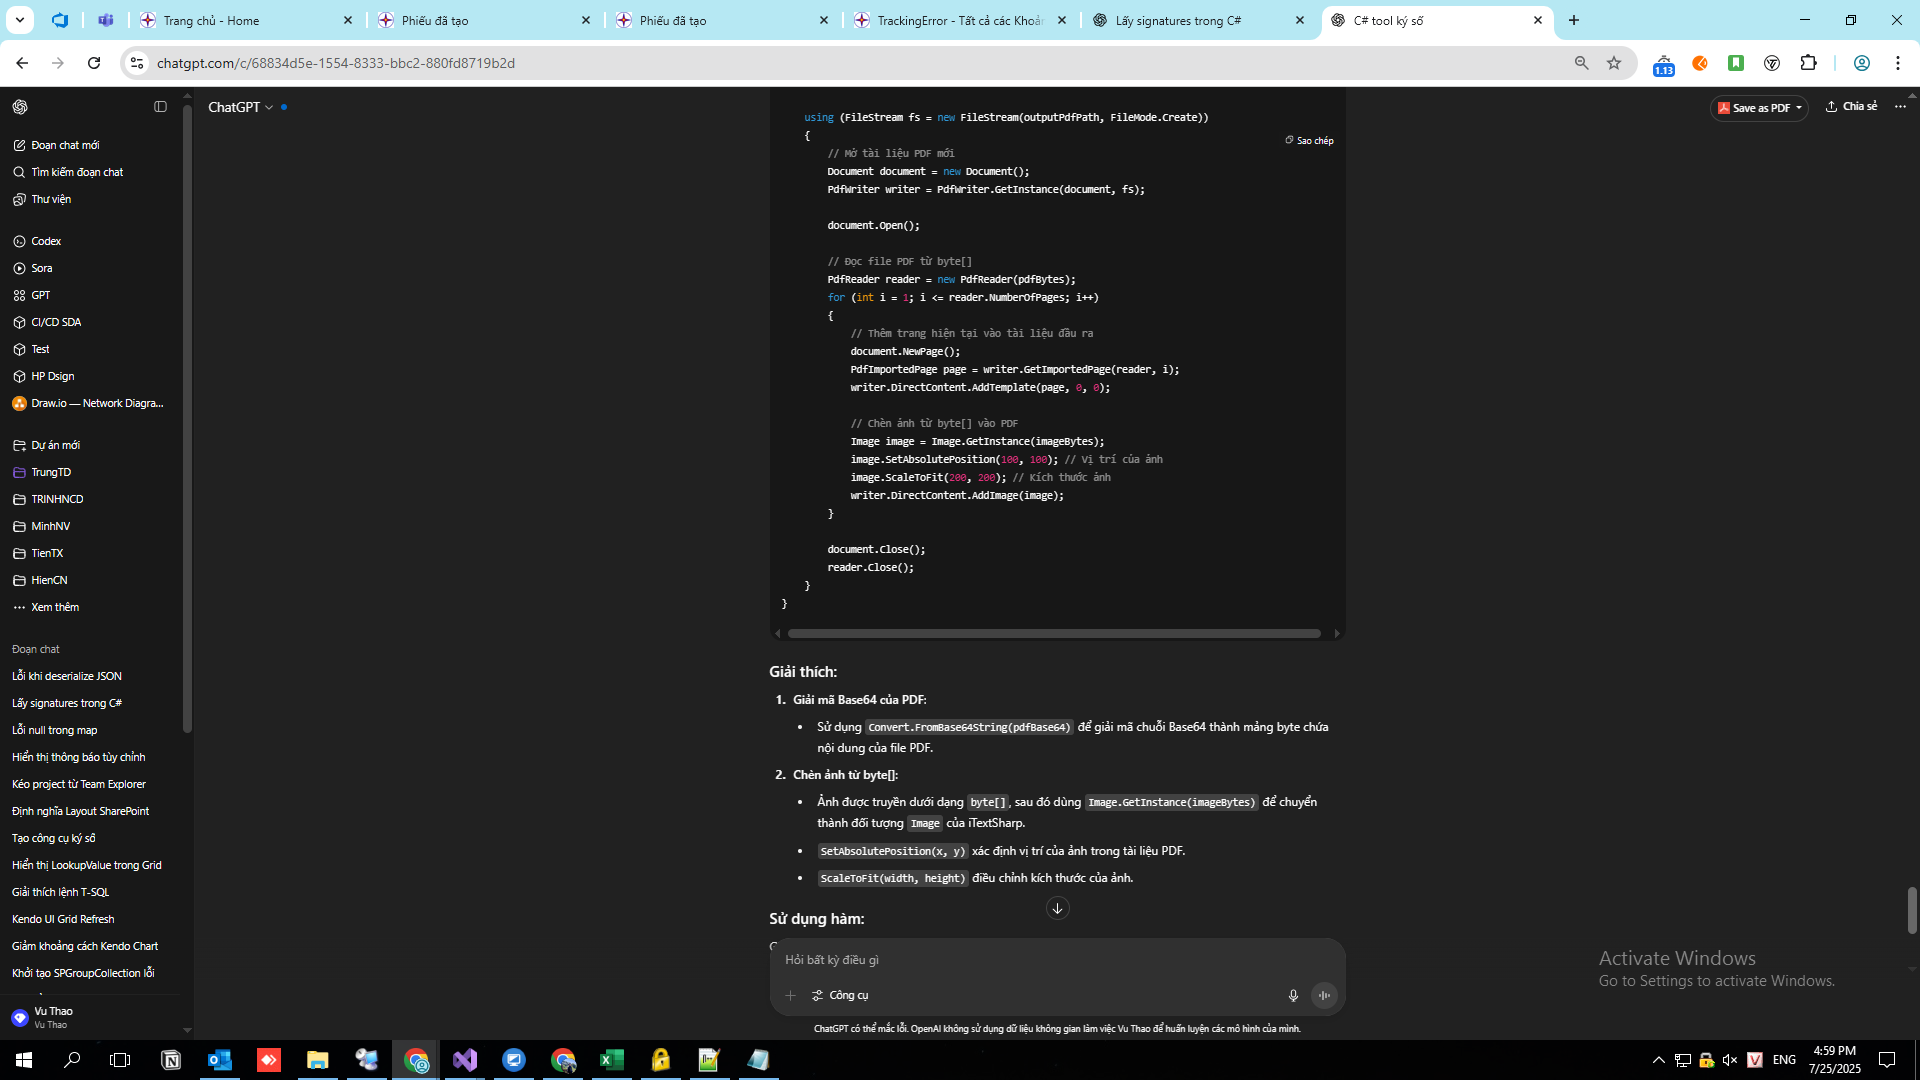 Trang chủ - Home
Phiếu đã tạo
Phiếu đã tạo
TrackingError - Tất cả các Khoản
Lấy signatures trong C#
C# tool ký số
chatgpt.com/c/68834d5e-1554-8333-bbc2-880fd8719b2d
1.13
ChatGPT
Save as PDF
Chia sẻ
Đoạn chat mới
Tìm kiếm đoạn chat
Thư viện
Codex
Sora
GPT
CI/CD SDA
Test
HP Dsign
Draw.io — Network Diagra...
Dự án mới
TrungTD
TRINHNCD
MinhNV
TienTX
HienCN
Xem thêm
Đoạn chat
Lỗi khi deserialize JSON
Lấy signatures trong C#
Lỗi null trong map
Hiển thị thông báo tùy chỉnh
Kéo project từ Team Explorer
Định nghĩa Layout SharePoint
Tạo công cụ ký số
Hiển thị LookupValue trong Grid
Giải thích lệnh T-SQL
Kendo UI Grid Refresh
Giảm khoảng cách Kendo Chart
Khởi tạo SPGroupCollection lỗi
Vu Thao
Vu Thao
Sao chép
using (FileStream fs = new FileStream(outputPdfPath, FileMode.Create))
{
// Mở tài liệu PDF mới
Document document = new Document();
PdfWriter writer = PdfWriter.GetInstance(document, fs);
document.Open();
// Đọc file PDF từ byte[]
PdfReader reader = new PdfReader(pdfBytes);
for (int i = 1; i <= reader.NumberOfPages; i++)
{
// Thêm trang hiện tại vào tài liệu đầu ra
document.NewPage();
PdfImportedPage page = writer.GetImportedPage(reader, i);
writer.DirectContent.AddTemplate(page, 0, 0);
// Chèn ảnh từ byte[] vào PDF
Image image = Image.GetInstance(imageBytes);
image.SetAbsolutePosition(100, 100); // Vị trí của ảnh
image.ScaleToFit(200, 200); // Kích thước ảnh
writer.DirectContent.AddImage(image);
}
document.Close();
reader.Close();
}
}
Giải thích:
1. Giải mã Base64 của PDF:
• Sử dụng Convert.FromBase64String(pdfBase64) để giải mã chuỗi Base64 thành mảng byte chứa
nội dung của file PDF.
2. Chèn ảnh từ byte[]:
• Ảnh được truyền dưới dạng byte[], sau đó dùng Image.GetInstance(imageBytes) để chuyển
thành đối tượng Image của iTextSharp.
• SetAbsolutePosition(x, y) xác định vị trí của ảnh trong tài liệu PDF.
• ScaleToFit(width, height) điều chỉnh kích thước của ảnh.
Sử dụng hàm:
Hỏi bất kỳ điều gì
Công cụ
ChatGPT có thể mắc lỗi. OpenAI không sử dụng dữ liệu không gian làm việc Vu Thao để huấn luyện các mô hình của mình.
Activate Windows
Go to Settings to activate Windows.
ENG
4:59 PM
7/25/2025